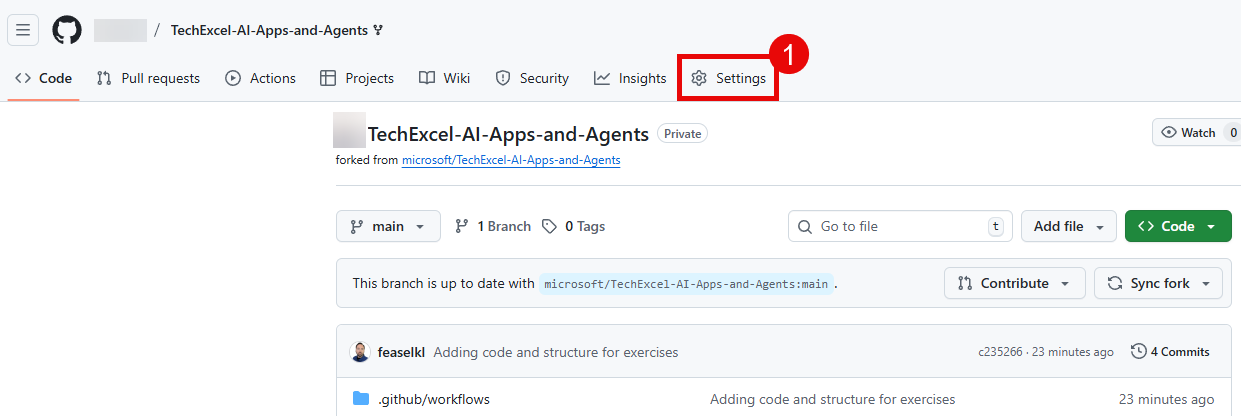 / TechExcel-AI-Apps-and-Agents
1
Code Pull requests Actions Projects Wiki Security Insights Settings
TechExcel-AI-Apps-and-Agents Private
Watch 0
forked from microsoft/TechExcel-AI-Apps-and-Agents
main 1 Branch 0 Tags Go to file t Add file Code
This branch is up to date with microsoft/TechExcel-AI-Apps-and-Agents:main. Contribute Sync fork
feaselkl Adding code and structure for exercises c235266 · 23 minutes ago 4 Commits
.github/workflows Adding code and structure for exercises 23 minutes ago